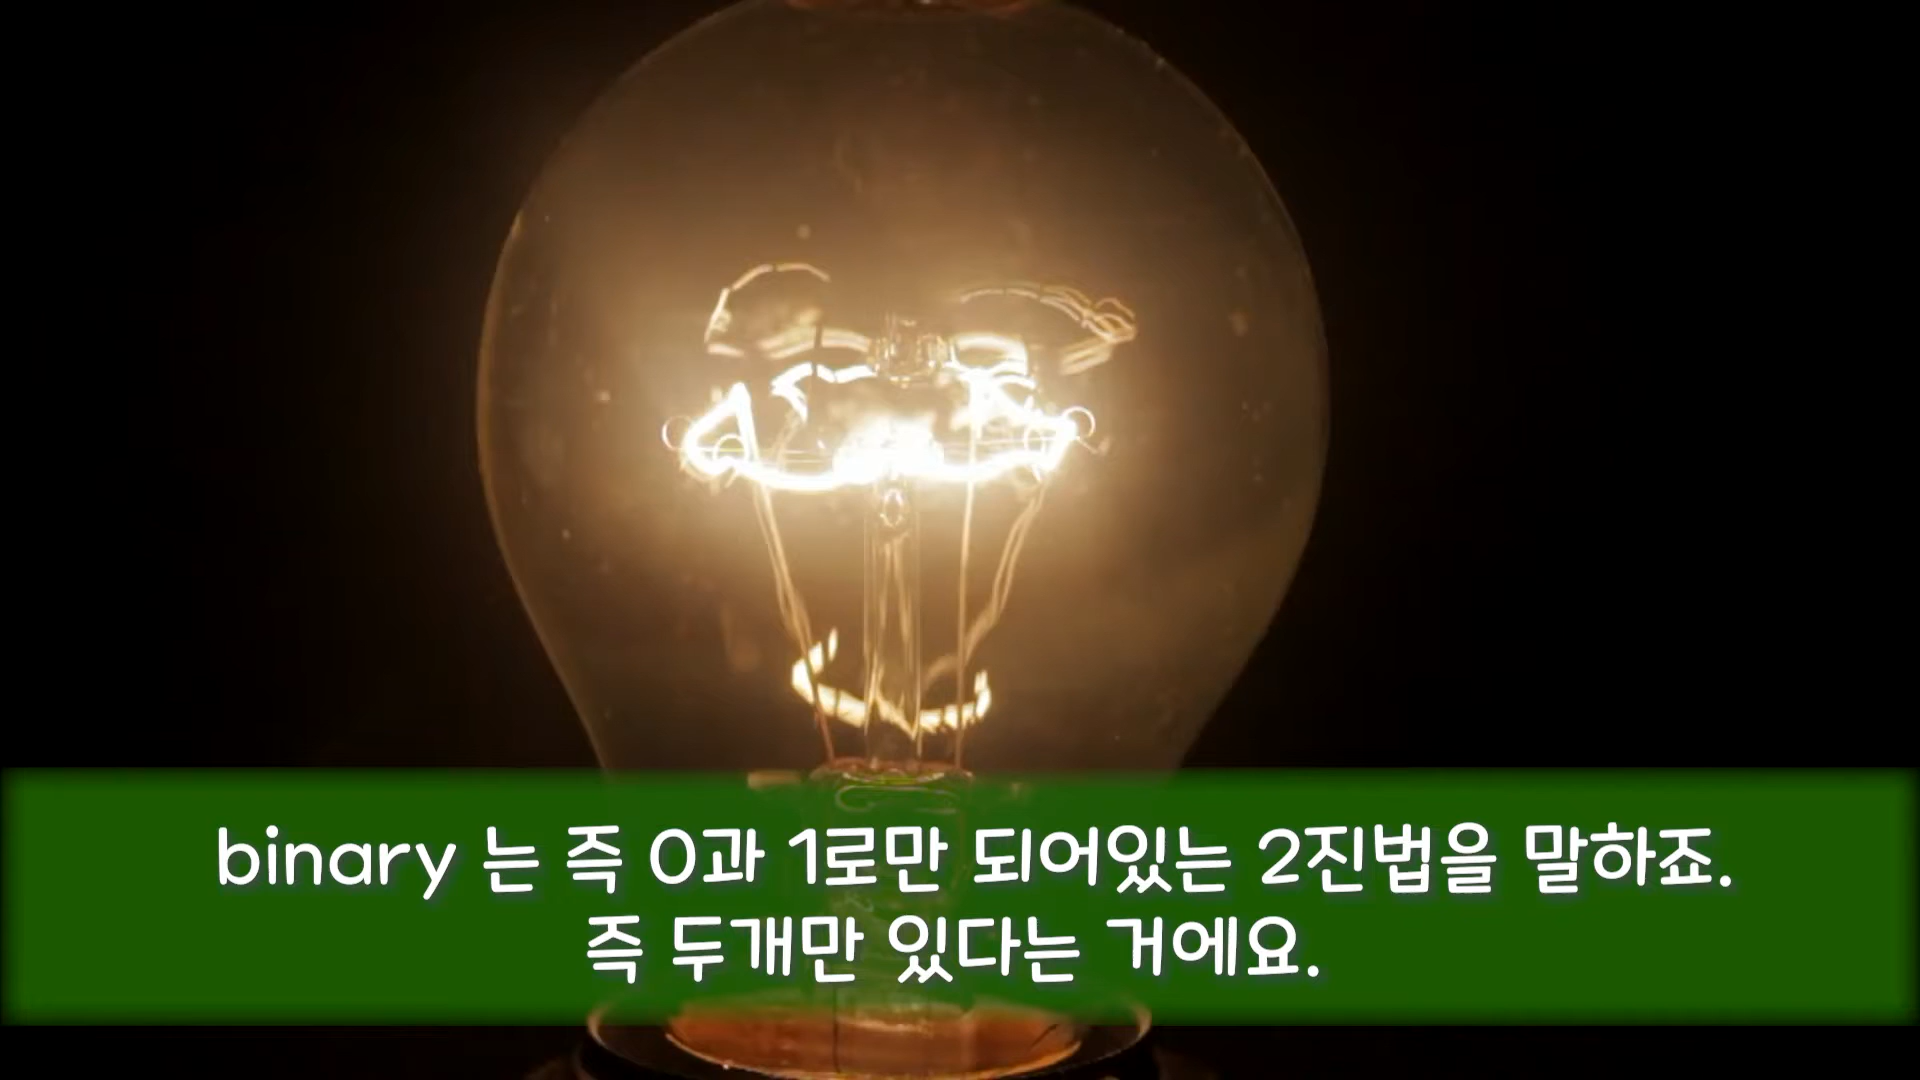 binary 는 즉 0과 1로만 되어있는 2진법을 말하죠.
즉 두개만 있다는 거에요.